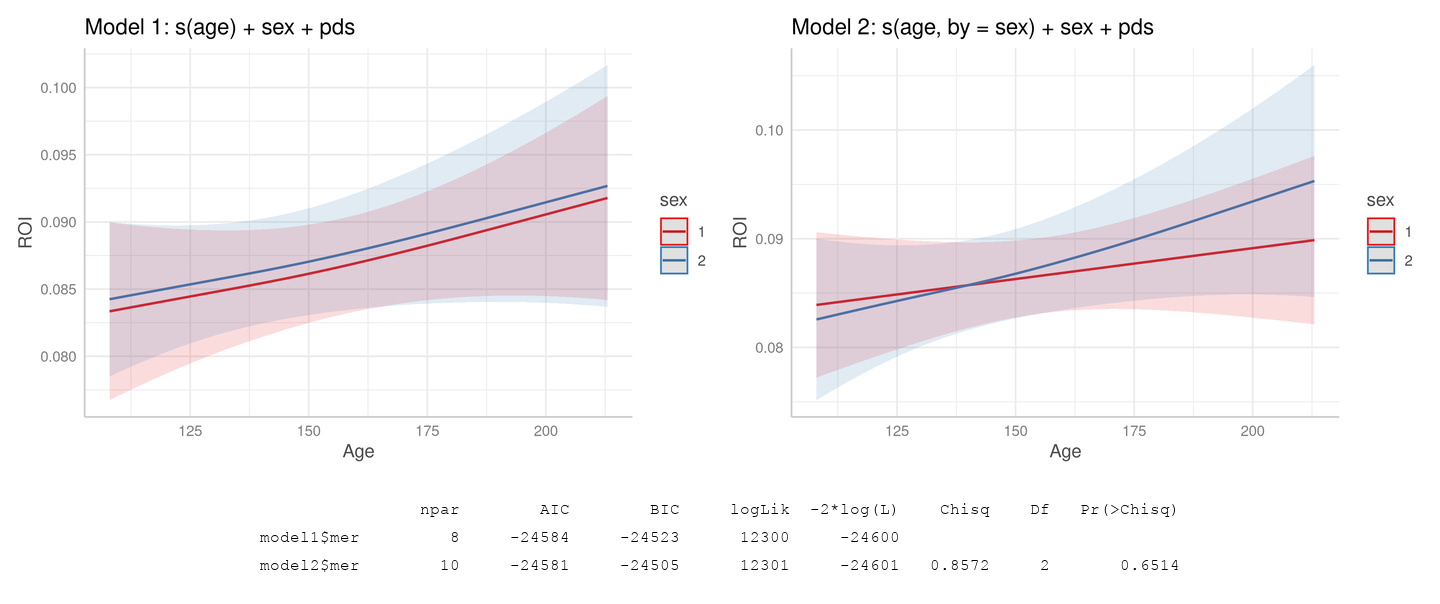 Model 1: s(age) + sex + pds
0.100
0.095
0.090
0.085
0.080
ROI
125 150 175 200
Age
sex
1
2
Model 2: s(age, by = sex) + sex + pds
0.10
0.09
0.08
ROI
125 150 175 200
Age
sex
1
2
npar AIC BIC logLik -2*log(L) Chisq Df Pr(>Chisq)
model1$mer 8 -24584 -24523 12300 -24600
model2$mer 10 -24581 -24505 12301 -24601 0.8572 2 0.6514